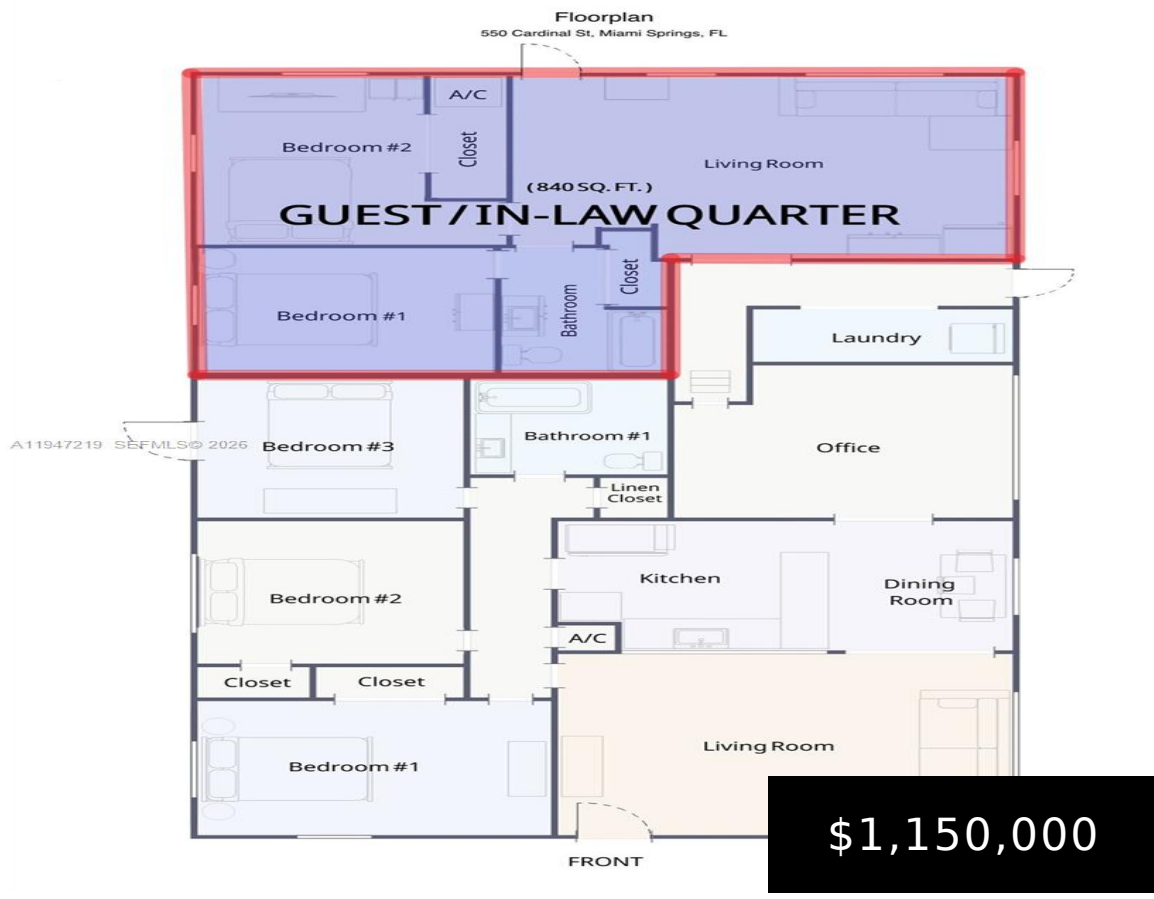 Floorplan
550 Cardinal St, Miami Springs, FL
A/C
Bedroom #2
Closet
Living Room
(840 SQ. FT.)
GUEST / IN-LAW QUARTER
Closet
Bathroom
Bedroom #1
Laundry
A11947219 SEFMLS© 2026
Bedroom #3
Bathroom #1
Office
Linen
Closet
Kitchen
Dining
Room
Bedroom #2
A/C
Closet
Closet
Living Room
Bedroom #1
$1,150,000
FRONT